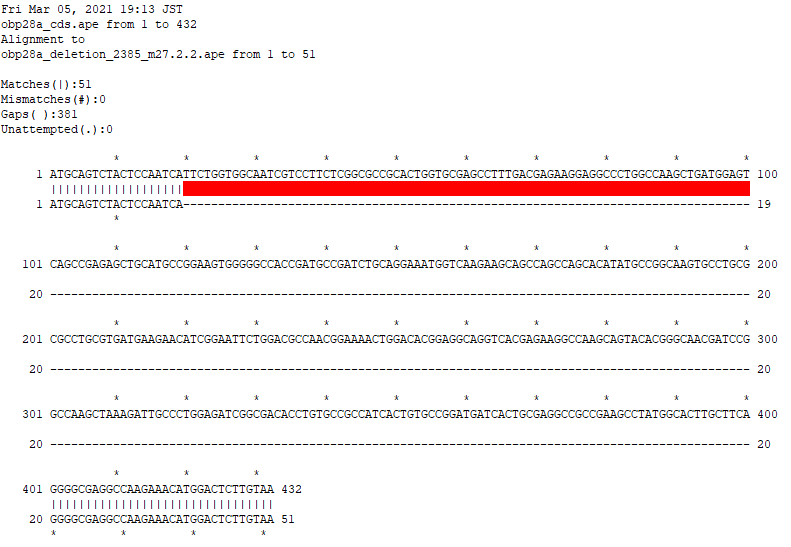 Fri Mar 05, 2021 19:13 JST
obp28a_cds.ape from 1 to 432
Alignment to
obp28a_deletion_2385_m27.2.2.ape from 1 to 51
Matches(|):51
Mismatches(#):0
Gaps( ):381
Unattempted(.):0
* * * * * * * * * *
1 ATGCAGTCTACTCCAATCATTCTGGTGGCAATCGTCCTTCTCGGCGCCGCACTGGTGCGAGCCTTTGACGAGAAGGAGGCCCTGGCCAAGCTGATGGAGT 100
|||||||||||||||||||
1 ATGCAGTCTACTCCAATCA--------------------------------------------------------------------------------- 19
*
* * * * * * * * * *
101 CAGCCGAGAGCTGCATGCCGGAAGTGGGGGCCACCGATGCCGATCTGCAGGAAATGGTCAAGAAGCAGCCAGCCAGCACATATGCCGGCAAGTGCCTGCG 200
20 ---------------------------------------------------------------------------------------------------- 20
* * * * * * * * * *
201 CGCCTGCGTGATGAAGAACATCGGAATTCTGGACGCCAACGGAAAACTGGACACGGAGGCAGGTCACGAGAAGGCCAAGCAGTACACGGGCAACGATCCG 300
20 ---------------------------------------------------------------------------------------------------- 20
* * * * * * * * * *
301 GCCAAGCTAAAGATTGCCCTGGAGATCGGCGACACCTGTGCCGCCATCACTGTGCCGGATGATCACTGCGAGGCCGCCGAAGCCTATGGCACTTGCTTCA 400
20 ---------------------------------------------------------------------------------------------------- 20
* * *
401 GGGGCGAGGCCAAGAAACATGGACTCTTGTAA 432
||||||||||||||||||||||||||||||||
20 GGGGCGAGGCCAAGAAACATGGACTCTTGTAA 51
* * * *